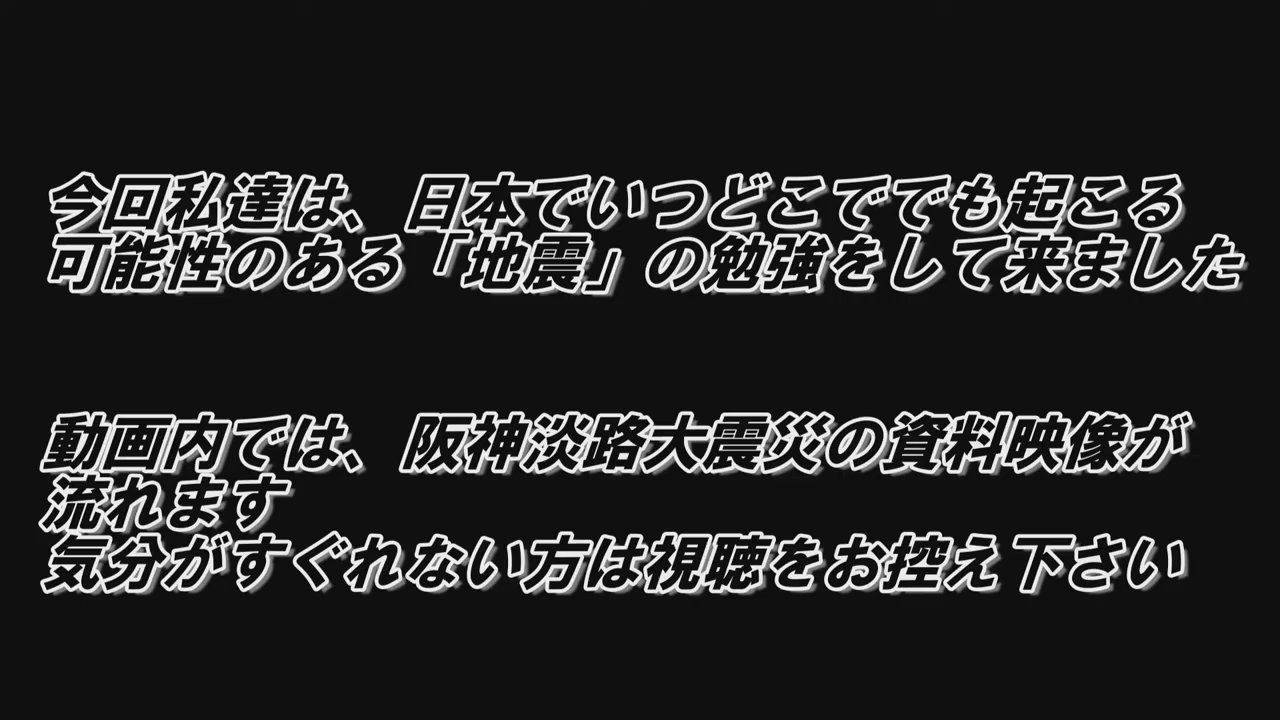 今回私達は、日本でいつどこででも起こる
可能性のある「地震」の勉強をして来ました
動画内では、阪神淡路大震災の資料映像が
流れます
気分がすぐれない方は視聴をお控え下さい